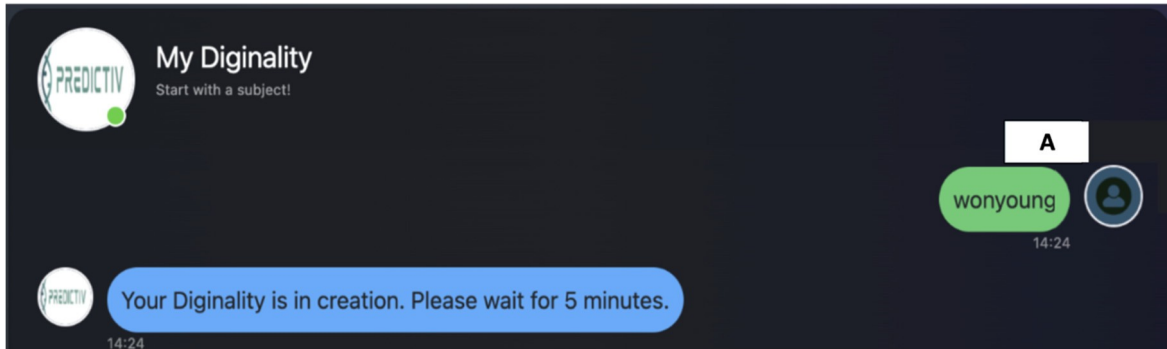 PREDICTIV
My Diginality
Start with a subject!
A
wonyoung
14:24
PREDICTIV
Your Diginality is in creation. Please wait for 5 minutes.
14:24